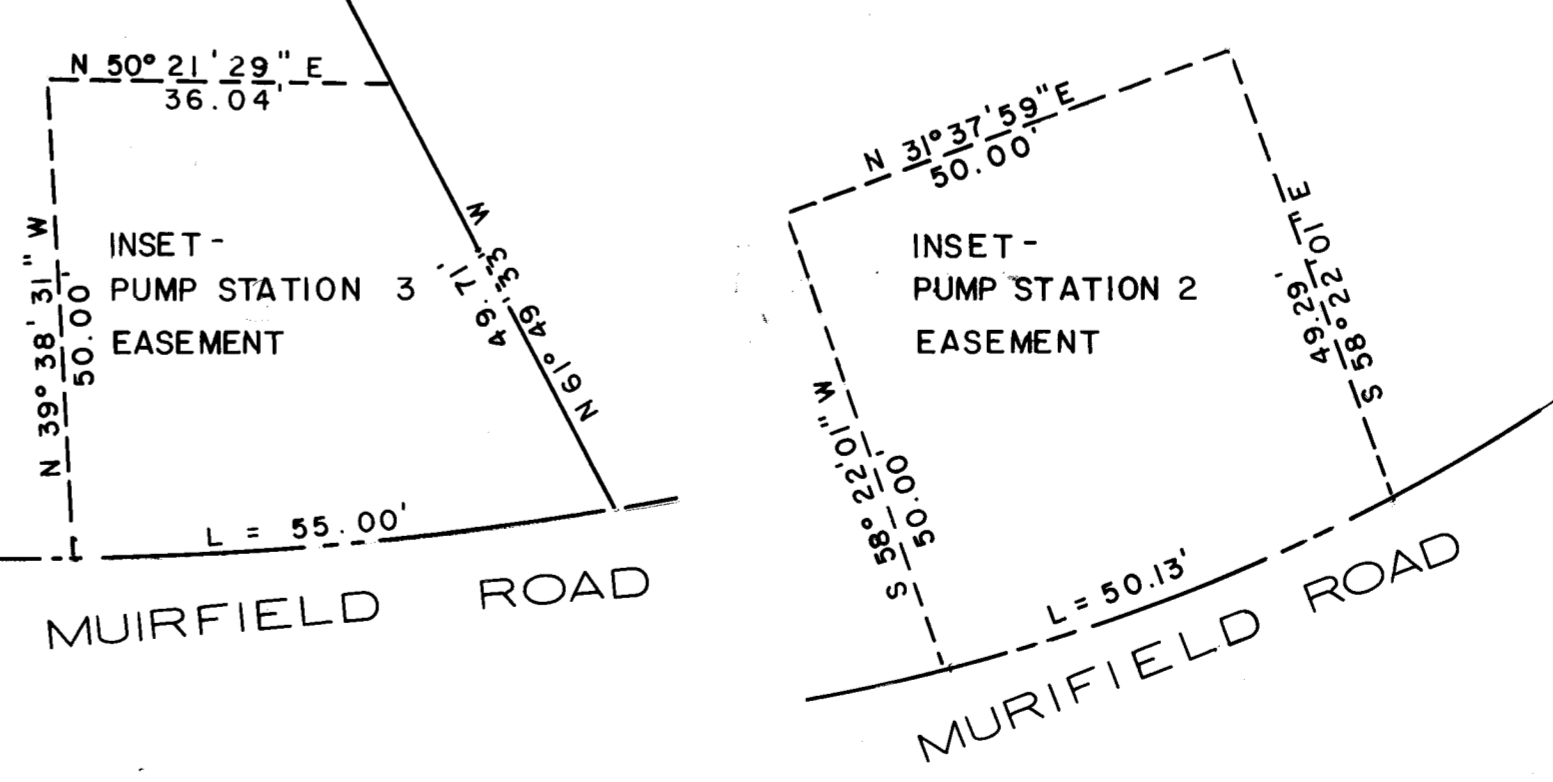 N 50° 21' 29" E
36.04'
N 39° 38' 31" W
50.00'
INSET-
PUMP STATION 3
EASEMENT
49.71'
N 61° 49' 33" W
L = 55.00'
MUIRFIELD ROAD
N 31° 37' 59" E
50.00'
INSET-
PUMP STATION 2
EASEMENT
S 58° 22' 01" W
50.00'
S 58° 22' 01" E
49.29'
L = 50.13'
MURIFIELD ROAD